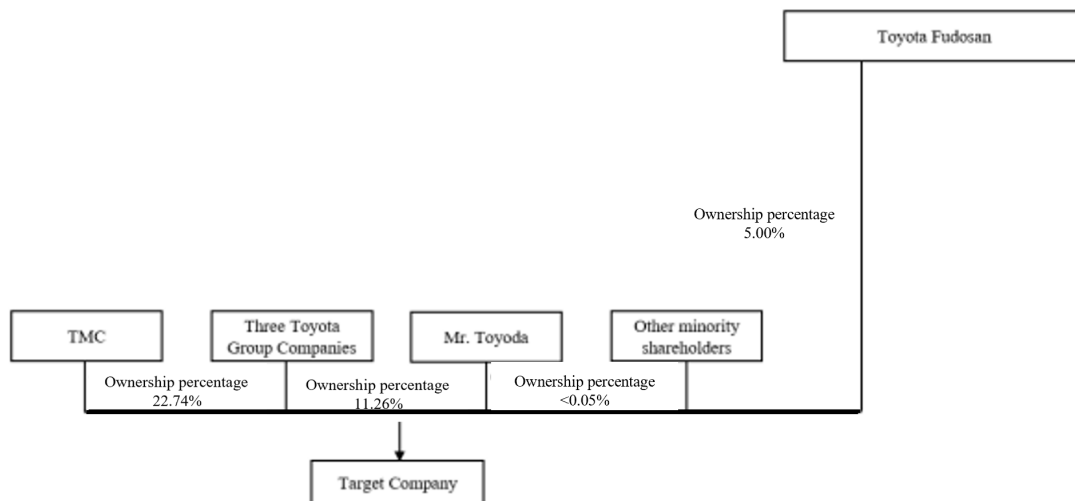 Toyota Fudosan
Ownership percentage
5.00%
TMC
Three Toyota
Group Companies
Mr. Toyoda
Other minority
shareholders
Ownership percentage
22.74%
Ownership percentage
11.26%
Ownership percentage
<0.05%
Target Company